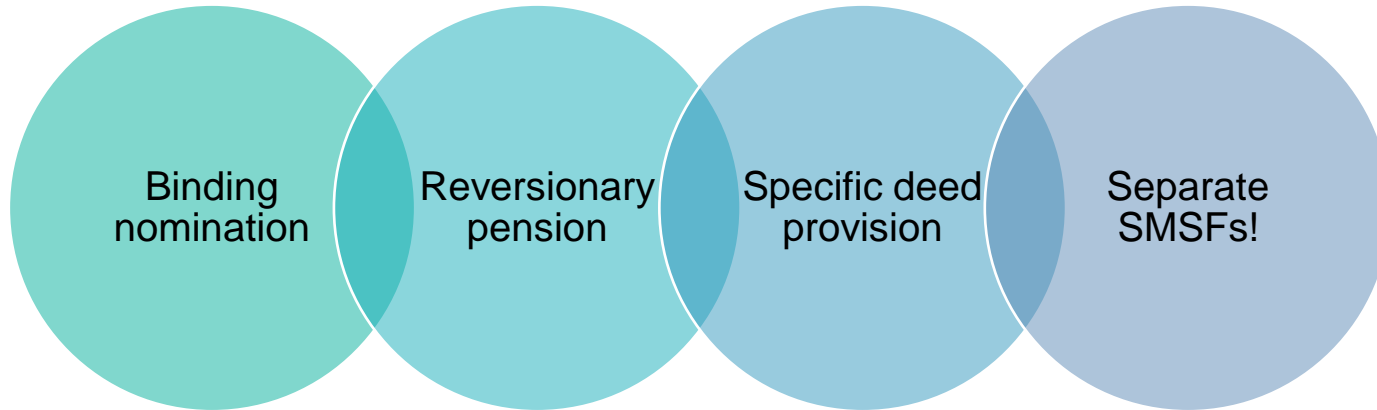 Binding
nomination
Reversionary
pension
Specific deed
provision
Separate
SMSFs!